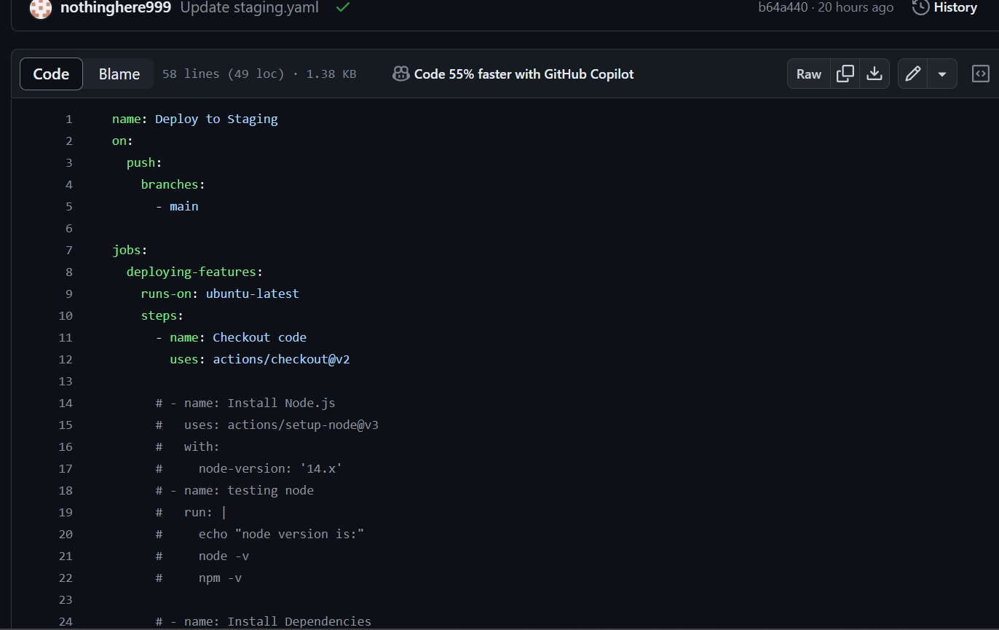 nothinghere999 Update staging.yaml b64a440 · 20 hours ago History
Code Blame 58 lines (49 loc) · 1.38 KB Code 55% faster with GitHub Copilot Raw
1 name: Deploy to Staging
2 on:
3   push:
4     branches:
5       - main
6
7 jobs:
8   deploying-features:
9     runs-on: ubuntu-latest
10     steps:
11       - name: Checkout code
12         uses: actions/checkout@v2
13
14       # - name: Install Node.js
15       #   uses: actions/setup-node@v3
16       #   with:
17       #     node-version: '14.x'
18       # - name: testing node
19       #   run: |
20       #     echo "node version is:"
21       #     node -v
22       #     npm -v
23
24       # - name: Install Dependencies